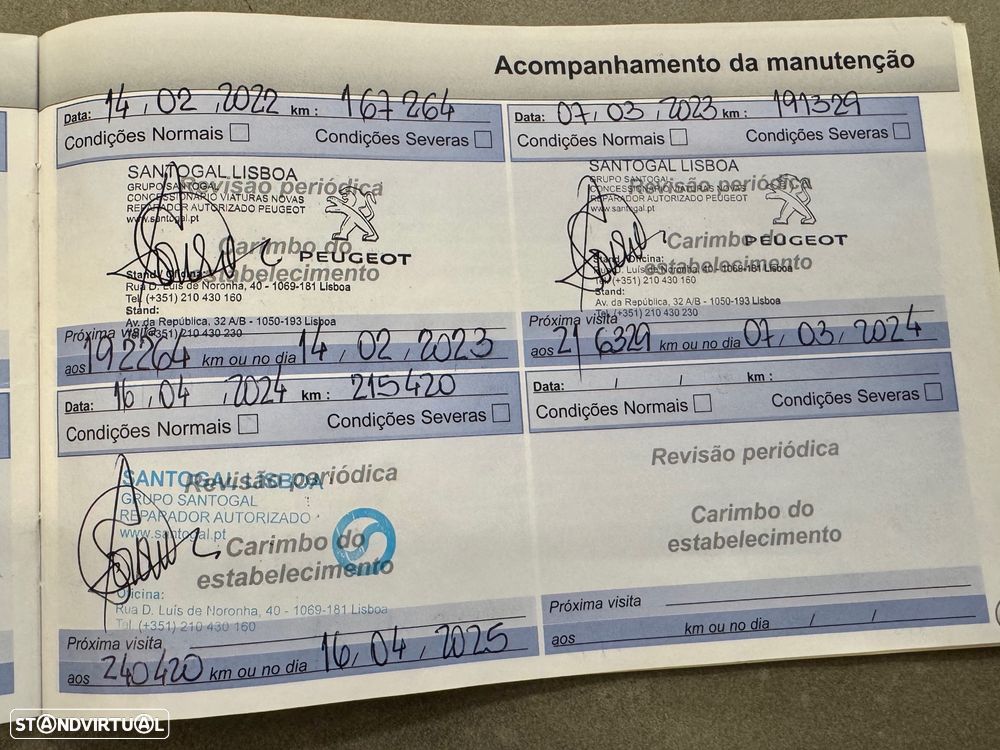 Acompanhamento da manutenção
Data: 14 , 02 , 2022 km : 167264
Condições Normais Condições Severas
SANTOGAL LISBOA
Revisão periódica
GRUPO SANTOGAL
CONCESSIONÁRIO VIATURAS NOVAS
REPARADOR AUTORIZADO PEUGEOT
www.santogal.pt
Carimbo do
PEUGEOT
estabelecimento
Stand / Oficina:
Rua D. Luís de Noronha, 40 - 1069-181 Lisboa
Tel. (+351) 210 430 160
Stand:
Av. da República, 32 A/B - 1050-193 Lisboa
Tel. (+351) 210 430 230
Próxima visita
aos 192264 km ou no dia 14 , 02 , 2023
Data: 07 , 03 , 2023 km : 191329
Condições Normais Condições Severas
SANTOGAL LISBOA
Revisão periódica
GRUPO SANTOGAL
CONCESSIONÁRIO VIATURAS NOVAS
REPARADOR AUTORIZADO PEUGEOT
www.santogal.pt
Carimbo do
PEUGEOT
estabelecimento
Stand / Oficina:
Rua D. Luís de Noronha, 40 - 1069-181 Lisboa
Tel. (+351) 210 430 160
Stand:
Av. da República, 32 A/B - 1050-193 Lisboa
Tel. (+351) 210 430 230
Próxima visita
aos 216329 km ou no dia 07 , 03 , 2024
Data: 16 , 04 , 2024 km : 215420
Condições Normais Condições Severas
SANTOGAL LISBOA
Revisão periódica
GRUPO SANTOGAL
REPARADOR AUTORIZADO
www.santogal.pt
Carimbo do
estabelecimento
Oficina:
Rua D. Luís de Noronha, 40 - 1069-181 Lisboa
Tel. (+351) 210 430 160
Próxima visita
aos 240420 km ou no dia 16 , 04 , 2025
Data: / / km :
Condições Normais Condições Severas
Revisão periódica
Carimbo do
estabelecimento
Próxima visita
aos km ou no dia / /
STANDVIRTUAL